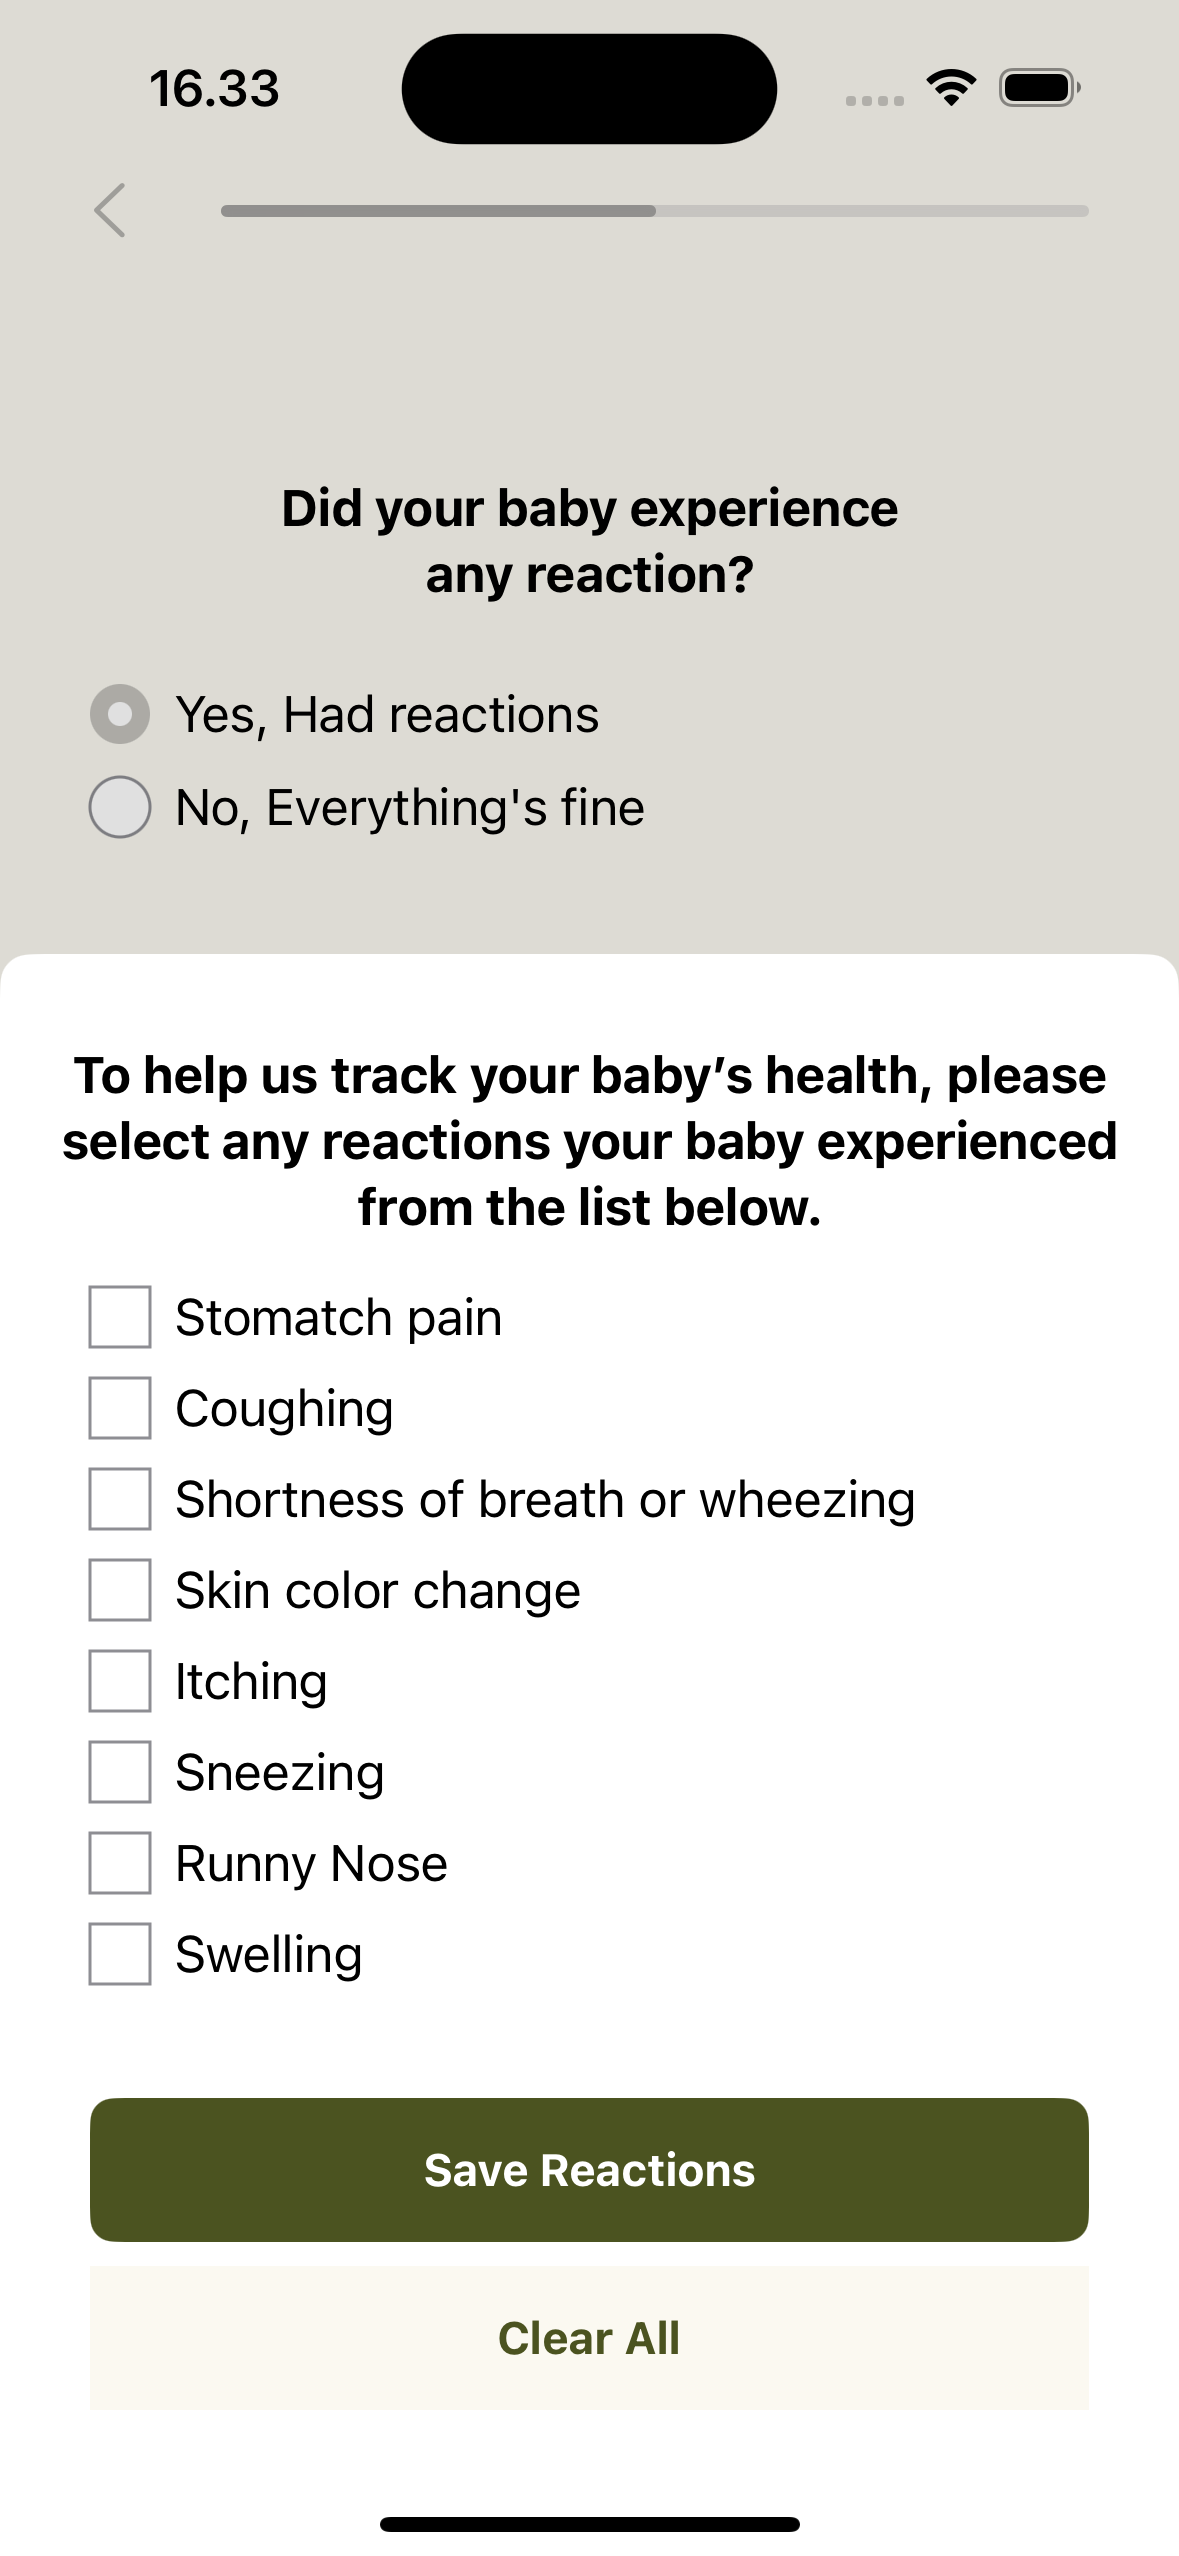 16.33
Did your baby experience
any reaction?
Yes, Had reactions
No, Everything's fine
To help us track your baby’s health, please
select any reactions your baby experienced
from the list below.
Stomatch pain
Coughing
Shortness of breath or wheezing
Skin color change
Itching
Sneezing
Runny Nose
Swelling
Save Reactions
Clear All